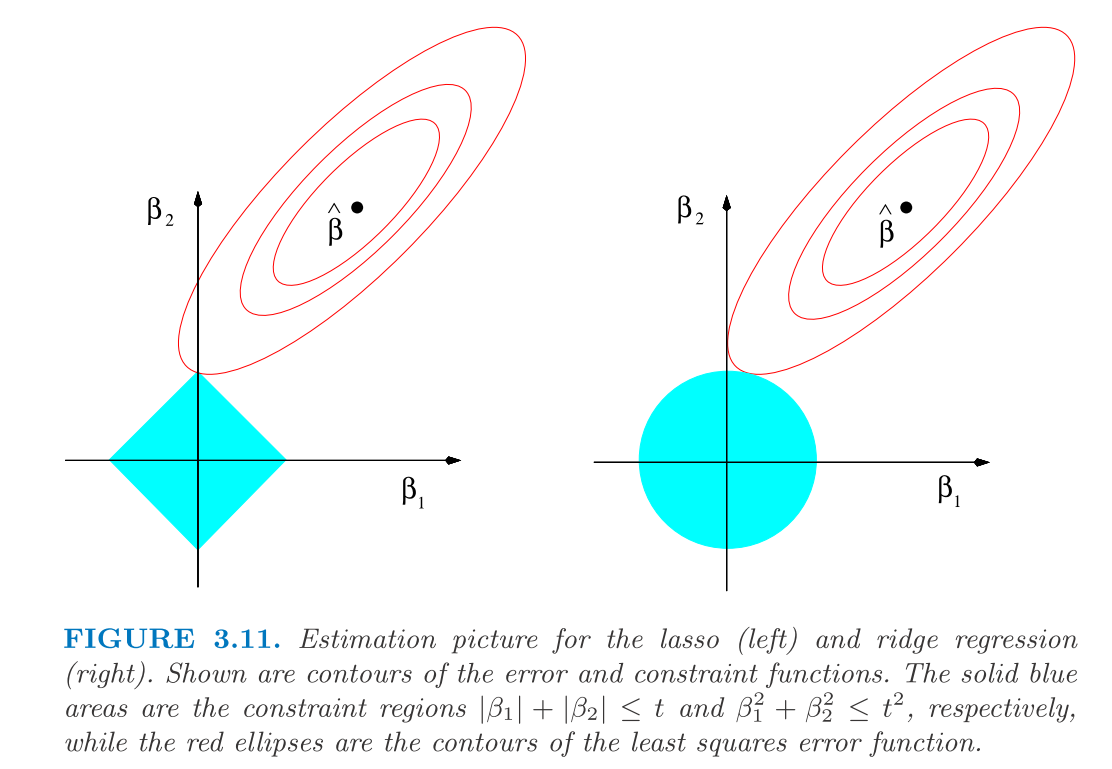 β₂
β̂
β₁
β₂
β̂
β₁
FIGURE 3.11. Estimation picture for the lasso (left) and ridge regression
(right). Shown are contours of the error and constraint functions. The solid blue
areas are the constraint regions |β₁| + |β₂| ≤ t and β₁² + β₂² ≤ t², respectively,
while the red ellipses are the contours of the least squares error function.